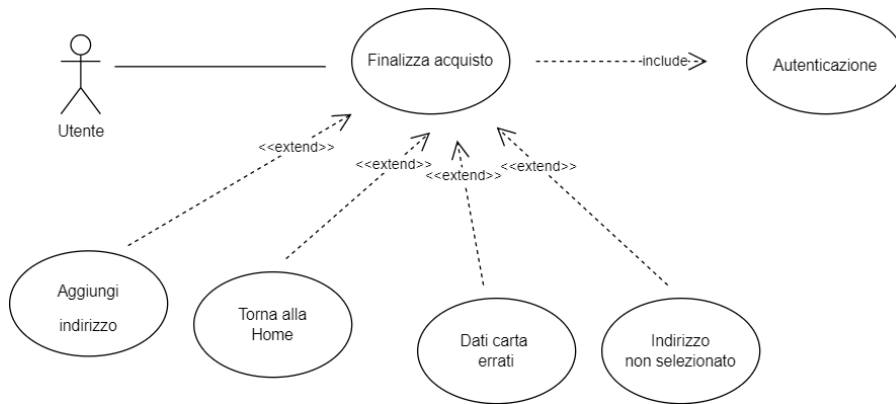 Finalizza acquisto
include
Autenticazione
Utente
<<extend>>
<<extend>>
<<extend>>
<<extend>>
Aggiungi
indirizzo
Torna alla
Home
Dati carta
errati
Indirizzo
non selezionato